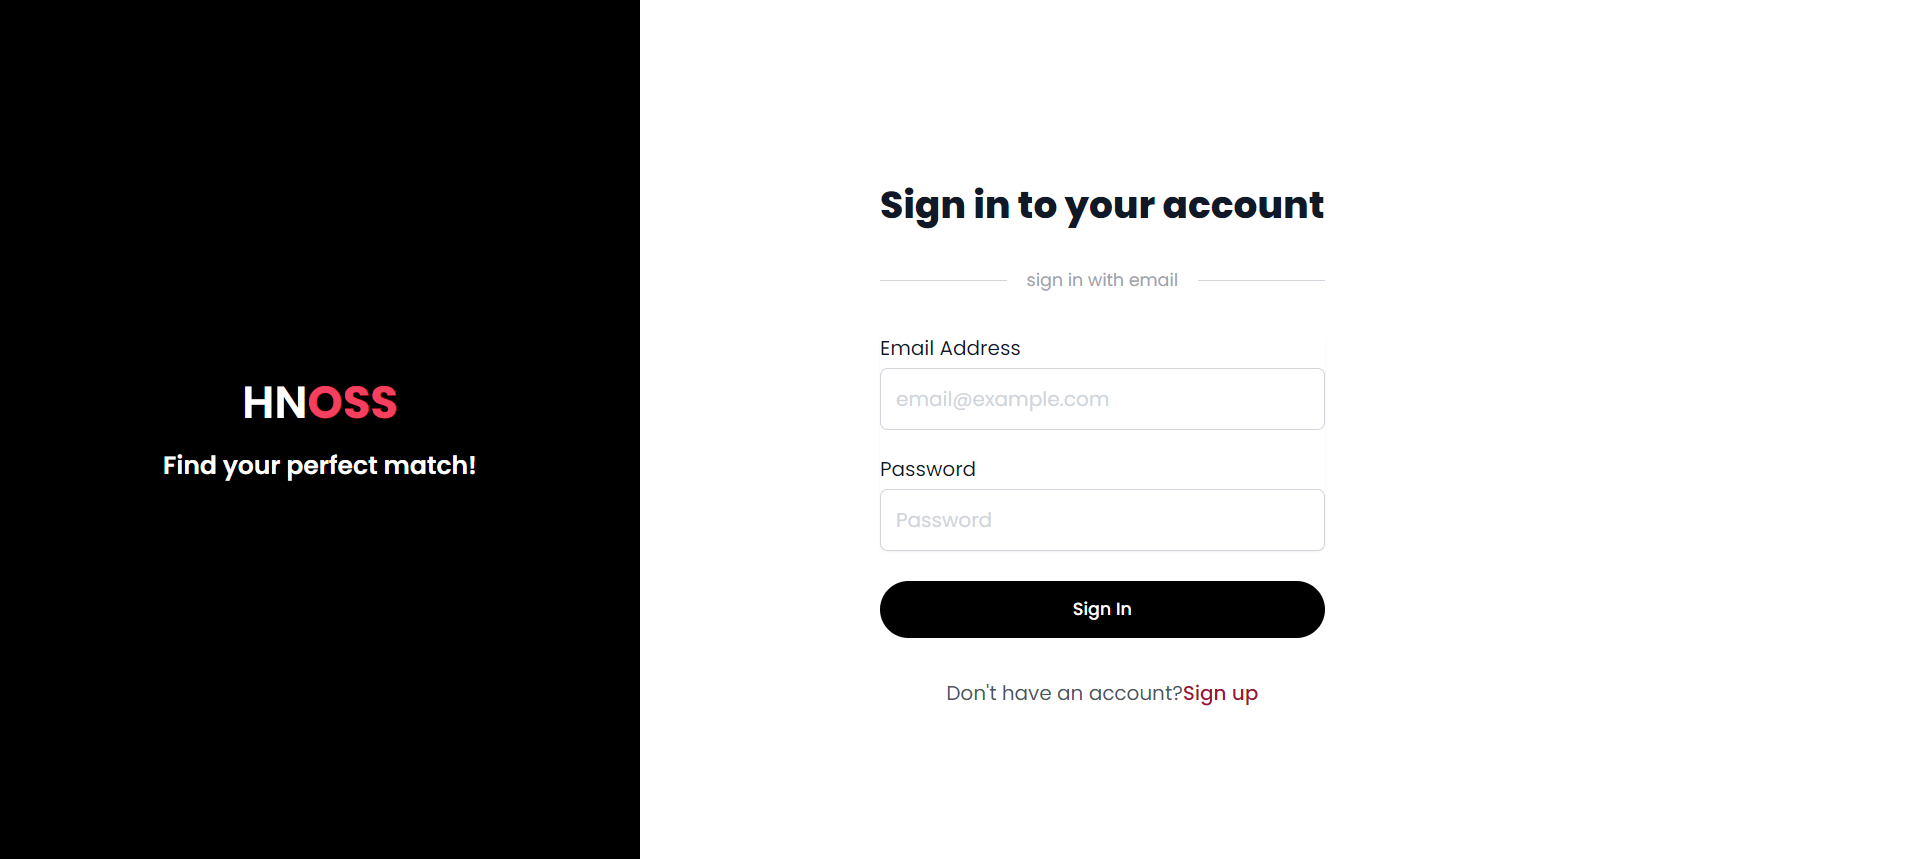 HNOSS
Find your perfect match!
Sign in to your account
sign in with email
Email Address
email@example.com
Password
Password
Sign In
Don't have an account?Sign up